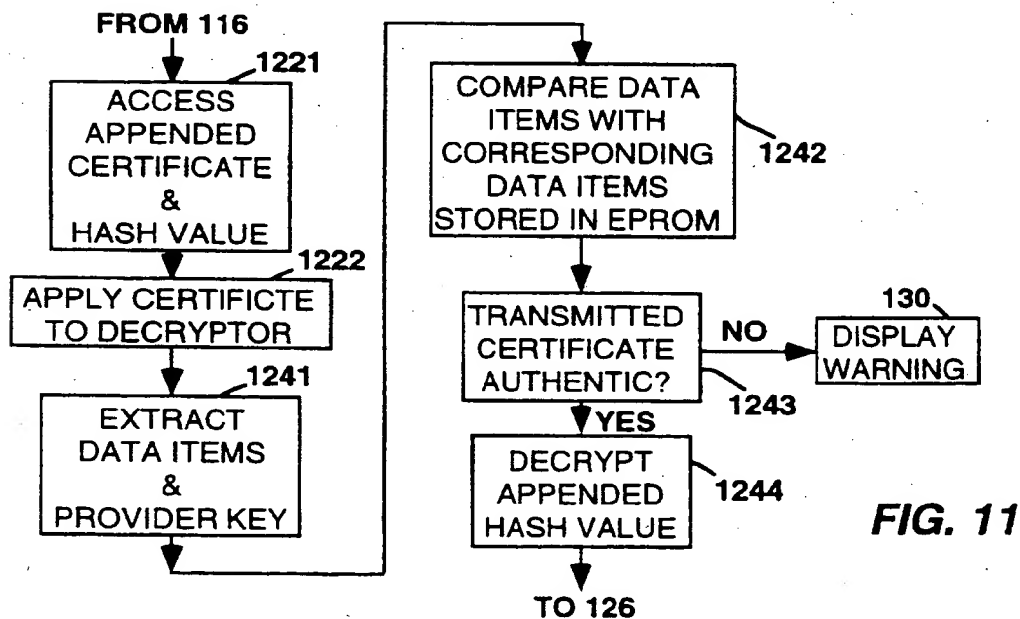 FROM 116
1221
ACCESS
APPENDED
CERTIFICATE
&
HASH VALUE
1222
APPLY CERTIFICTE
TO DECRYPTOR
1241
EXTRACT
DATA ITEMS
&
PROVIDER KEY
COMPARE DATA
ITEMS WITH
CORRESPONDING
DATA ITEMS
STORED IN EPROM
1242
TRANSMITTED
CERTIFICATE
AUTHENTIC?
1243
NO
130
DISPLAY
WARNING
YES
DECRYPT
APPENDED
HASH VALUE
1244
TO 126
FIG. 11